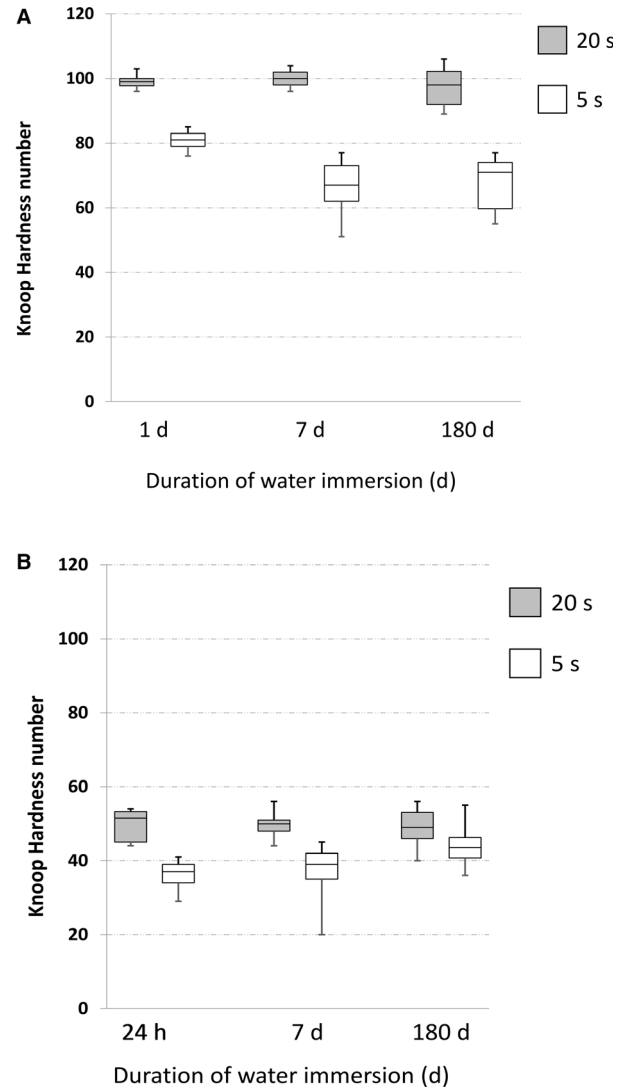 A
120
100
80
60
40
20
0
Knoop Hardness number
1 d 7 d 180 d
Duration of water immersion (d)
20 s
5 s
B
120
100
80
60
40
20
0
Knoop Hardness number
24 h 7 d 180 d
Duration of water immersion (d)
20 s
5 s